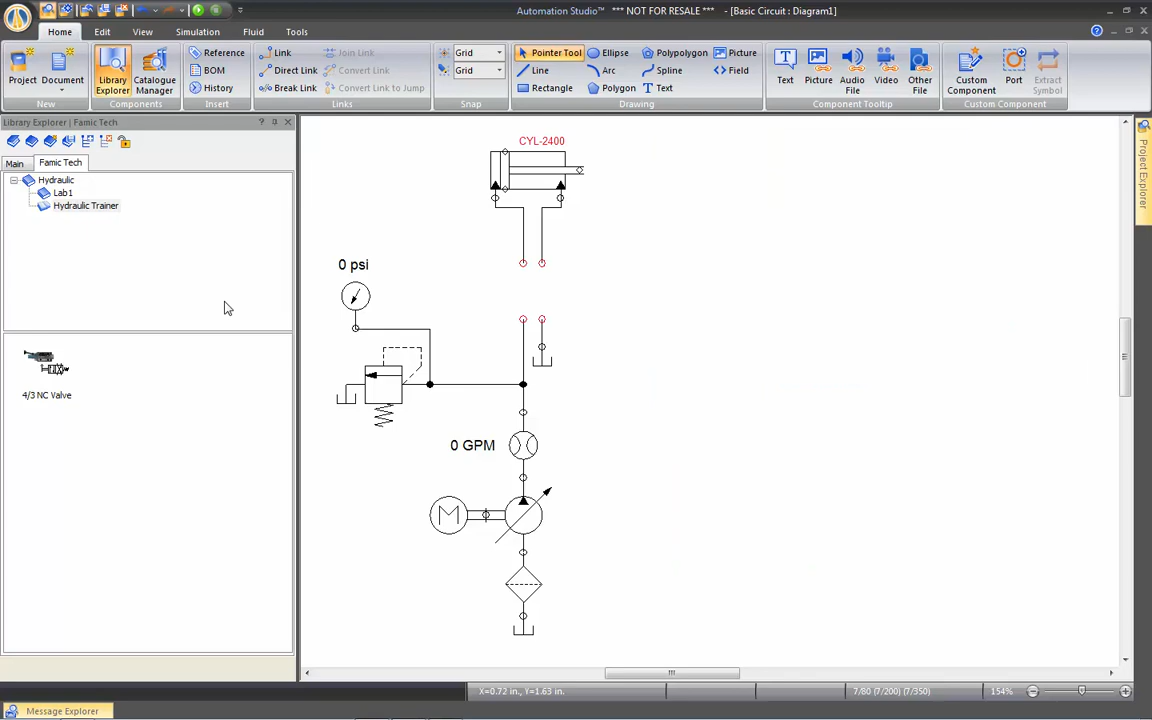 Automation Studio™ *** NOT FOR RESALE *** - [Basic Circuit : Diagram1]
Home Edit View Simulation Fluid Tools
Project
Document
New
Library Explorer
Catalogue Manager
Components
Reference
BOM
History
Insert
Link
Direct Link
Break Link
Join Link
Convert Link
Convert Link to Jump
Links
Grid
Grid
Snap
Pointer Tool
Line
Rectangle
Ellipse
Arc
Polygon
Polypolygon
Spline
Text
Picture
Field
Drawing
Text
Picture
Audio File
Video
Other File
Component Tooltip
Custom Component
Port
Extract Symbol
Custom Component
Library Explorer (Famic Tech)
Main Famic Tech
Hydraulic
Lab1
Hydraulic Trainer
4/3 NC Valve
CYL-2400
0 psi
0 GPM
M
Project Explorer
X=0.72 in., Y=1.63 in.
7/80 (7/200) (7/350)
154%
Message Explorer